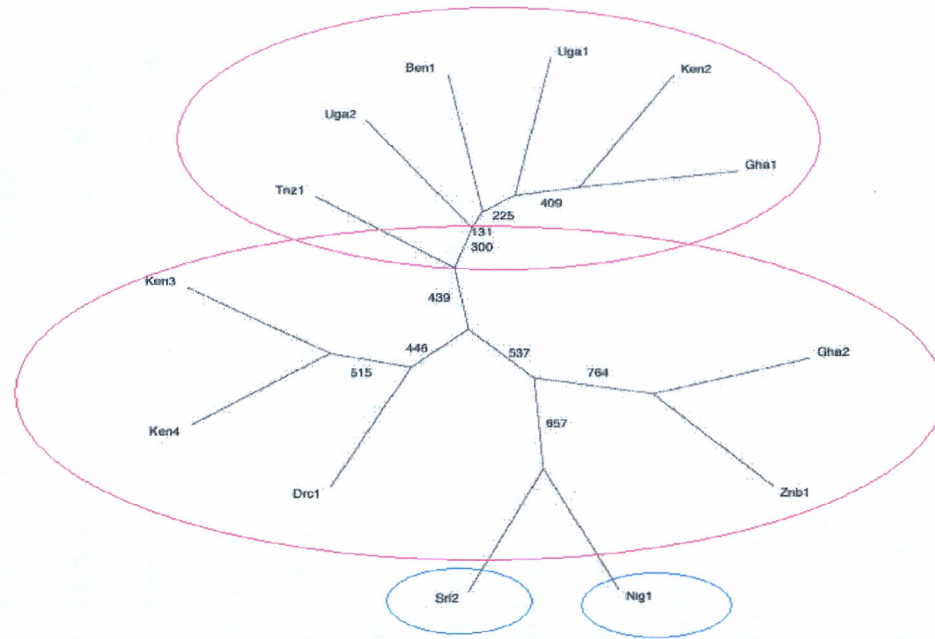 Uga1
Ben1
Ken2
Uga2
Gha1
Tnz1
409
225
131
300
Ken3
439
446
537
Gha2
515
764
657
Ken4
Drc1
Znb1
Srl2
Nig1